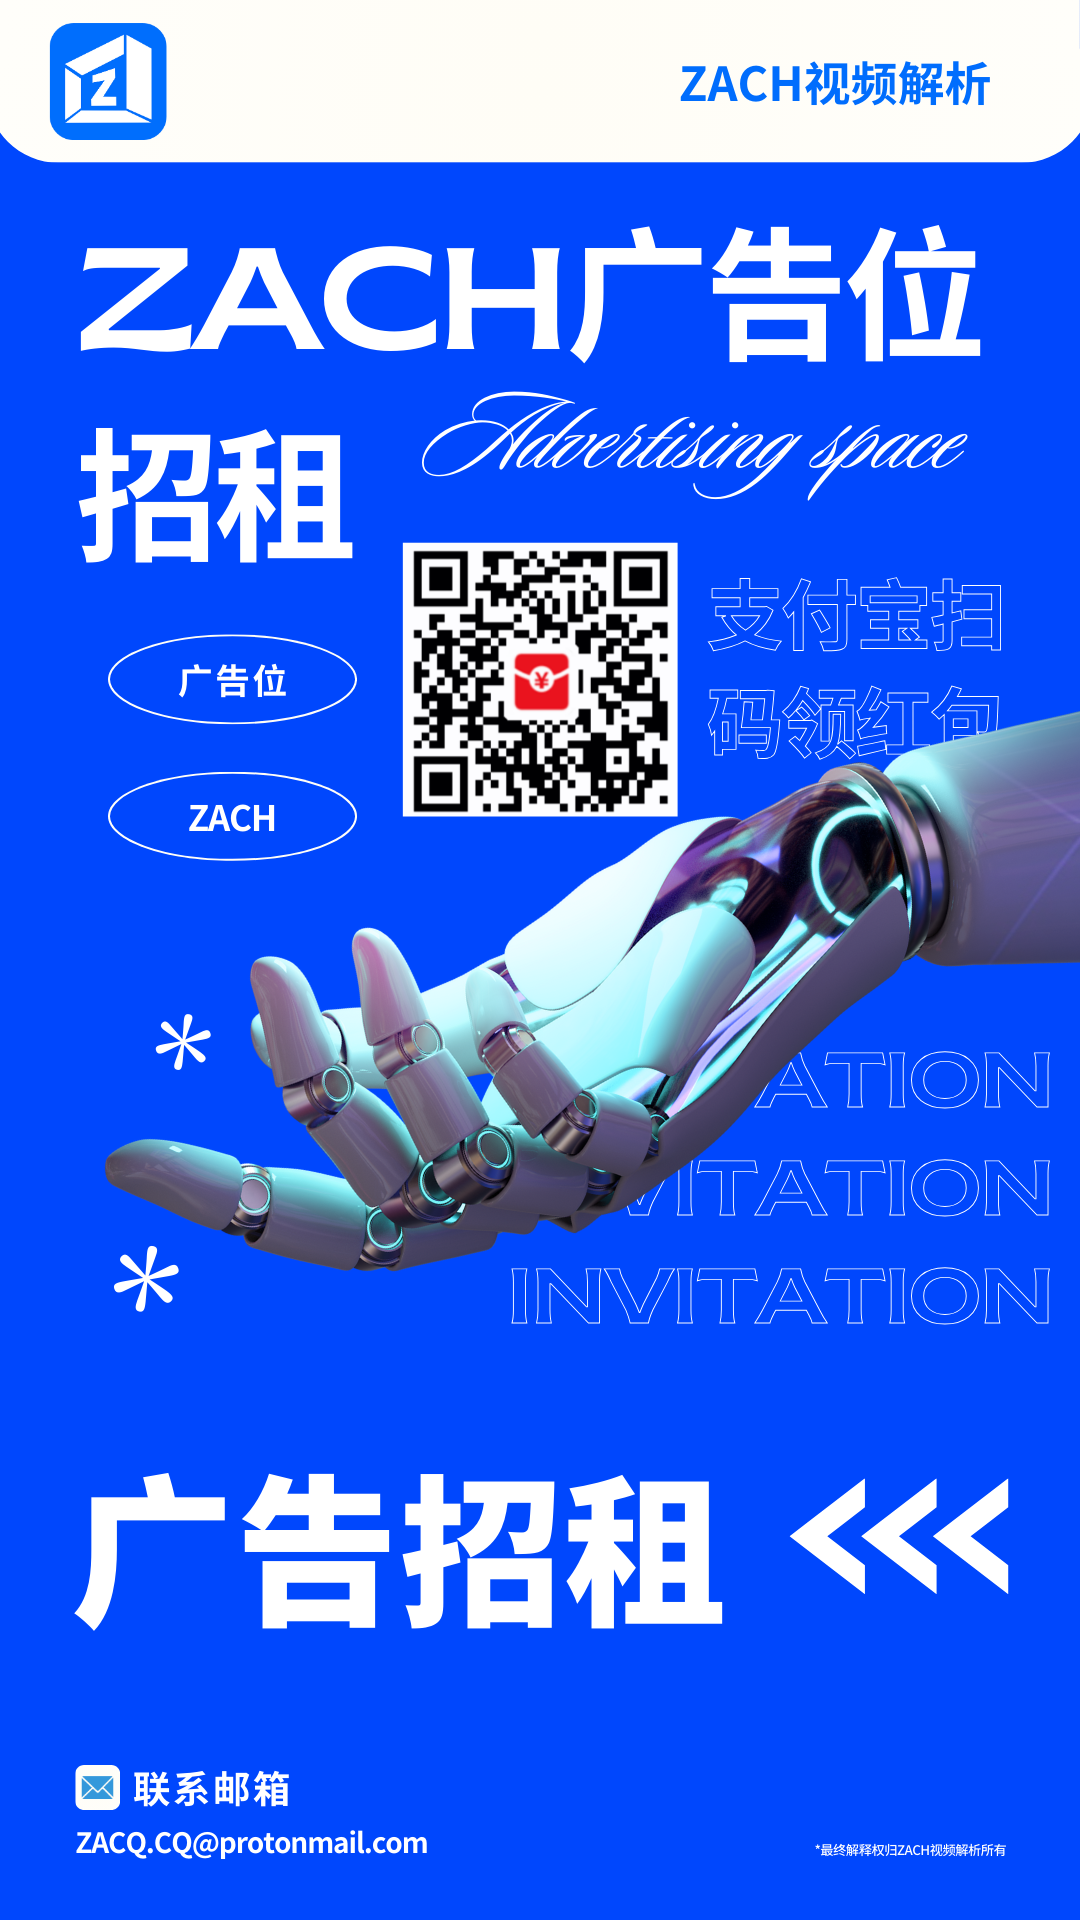 Z
ZACH视频解析
ZACH广告位
招租
Advertising space
支付宝扫
码领红包
广告位
ZACH
ATION
VITATION
INVITATION
广告招租
联系邮箱
ZACQ.CQ@protonmail.com
*最终解释权归ZACH视频解析所有